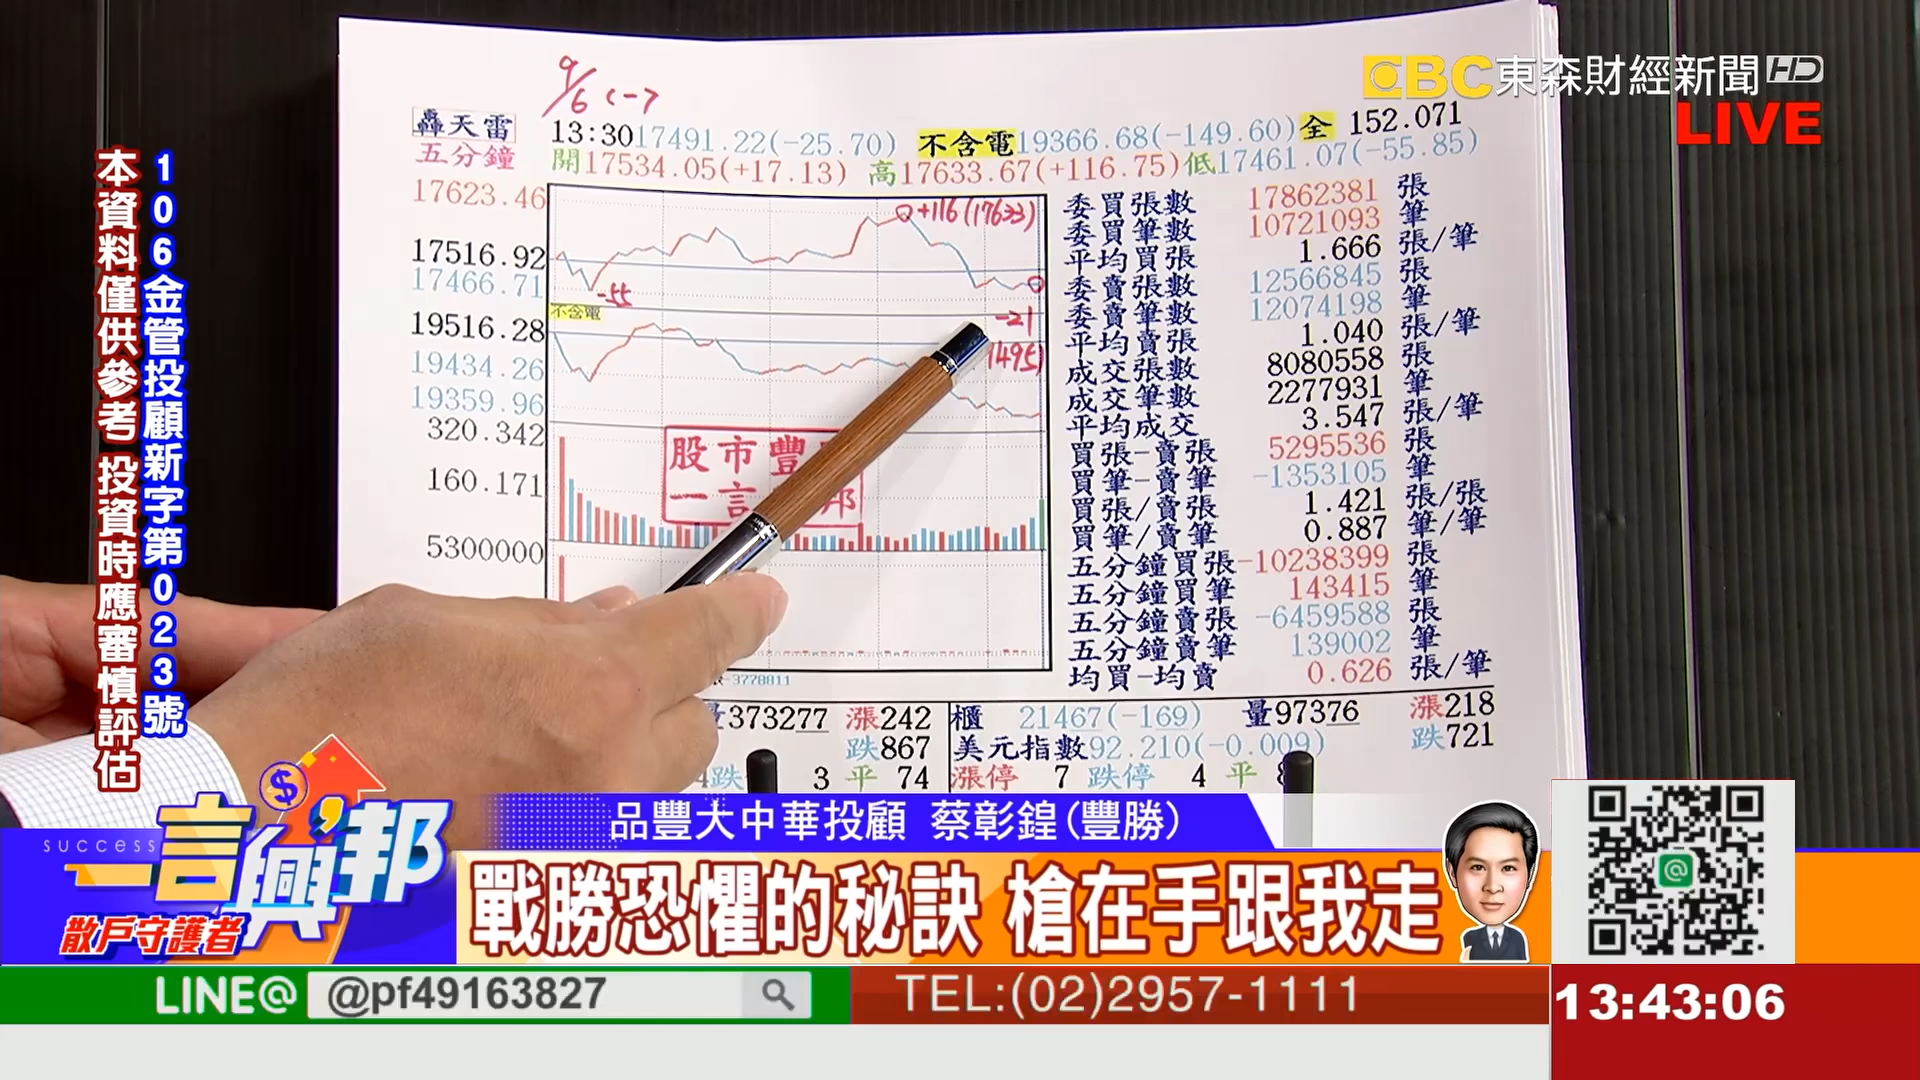 EBC 東森財經新聞 HD
LIVE
本資料僅供參考 投資時應審慎評估
106金管投顧新字第023號
9/6 (一)
轟天雷
五分鐘
13:30 17491.22(-25.70) 不含電 19366.68(-149.60) 全 152.071
開17534.05(+17.13) 高17633.67(+116.75) 低17461.07(-55.85)
17623.46
17516.92
17466.71
不含電
19516.28
19434.26
19359.96
320.342
160.171
5300000
+116(17633)
-55
-21
股市豐
一言 邦
-3778811
委買張數 17862381 張
委買筆數 10721093 筆
平均買張 1.666 張/筆
委賣張數 12566845 張
委賣筆數 12074198 筆
平均賣張 1.040 張/筆
成交張數 8080558 張
成交筆數 2277931 筆
平均成交 3.547 張/筆
買張-賣張 5295536 張
買筆-賣筆 -1353105 筆
買張/賣張 1.421 張/張
買筆/賣筆 0.887 筆/筆
五分鐘買張 -10238399 張
五分鐘買筆 143415 筆
五分鐘賣張 -6459588 張
五分鐘賣筆 139002 筆
均買-均賣 0.626 張/筆
量373277 漲242 櫃 21467(-169) 量97376 漲218
跌867 美元指數92.210(-0.009) 跌721
跌停 3 平 74 漲停 7 跌停 4 平
success
一言興邦
散戶守護者
品豐大中華投顧 蔡彰鍠(豐勝)
戰勝恐懼的秘訣 槍在手跟我走
LINE@ @pf49163827
TEL:(02)2957-1111
13:43:06